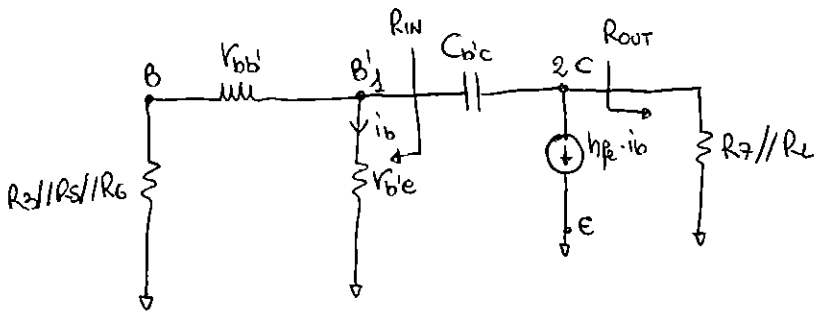 RIN
ROUT
rbb'
Cb'c
B
B'1
2 C
ib
hfe·ib
R3//R5//R6
rb'e
R7//RL
E